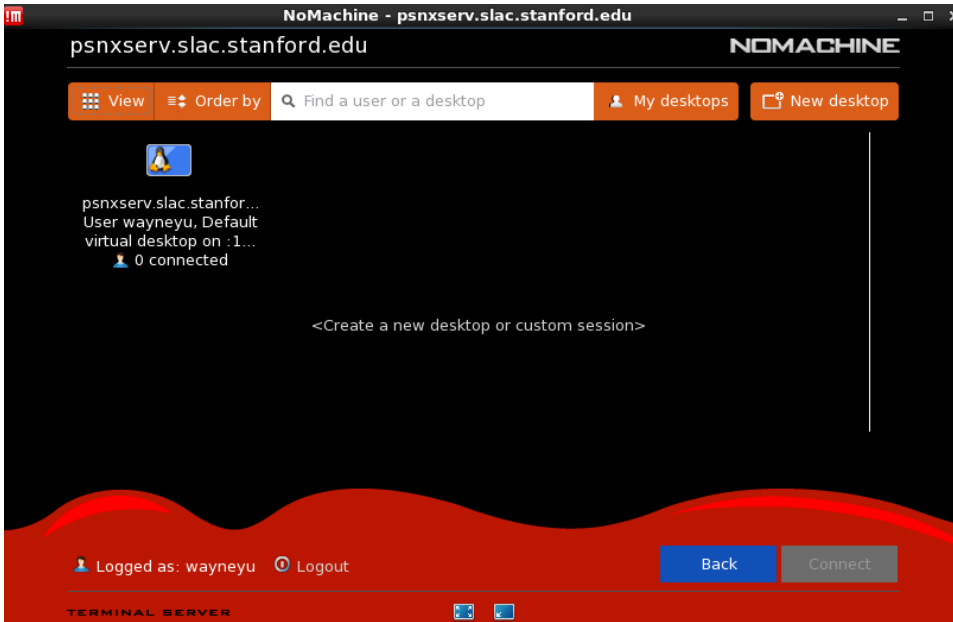 !m
NoMachine - psnxserv.slac.stanford.edu
psnxserv.slac.stanford.edu
NOMACHINE
View
Order by
Find a user or a desktop
My desktops
New desktop
psnxserv.slac.stanfor...
User wayneyu, Default
virtual desktop on :1...
0 connected
<Create a new desktop or custom session>
Logged as: wayneyu
Logout
Back
Connect
TERMINAL SERVER